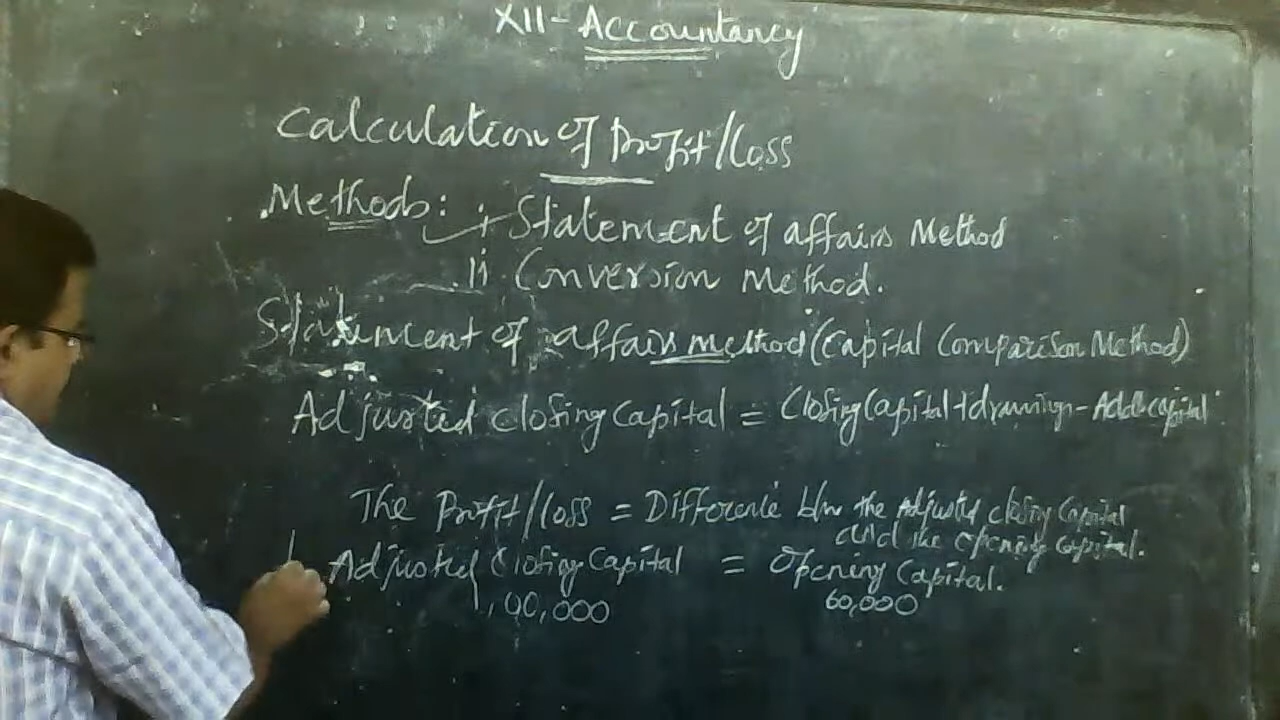 XII - Accountancy
Calculation of Profit/Loss
Methods: i. Statement of affairs Method
ii. Conversion Method.
Statement of affairs method (Capital Comparison Method)
Adjusted closing Capital = Closing Capital + drawings - Add. capital
The Profit/loss = Difference b/w the Adjusted closing Capital
and the opening capital.
Adjusted Closing Capital = Opening Capital.
1,00,000 60,000